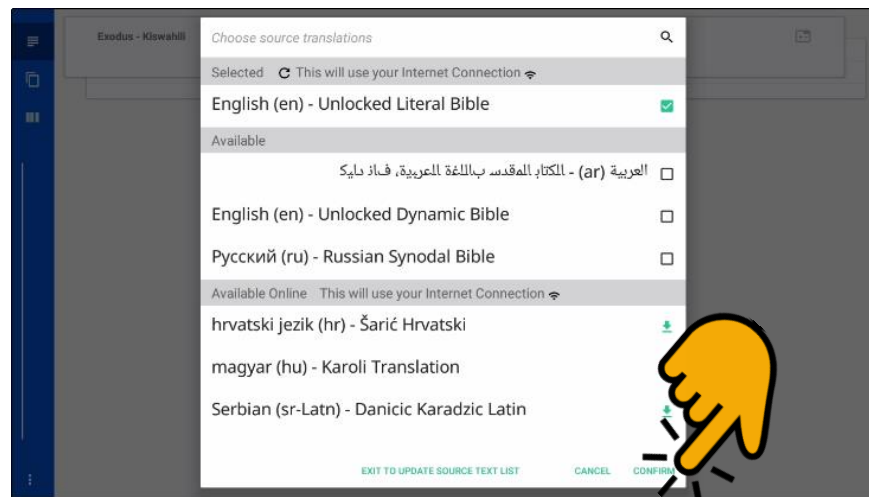 Exodus - Kiswahili
Choose source translations
Selected This will use your Internet Connection
English (en) - Unlocked Literal Bible
Available
العربية (ar) - الكتاب المقدس باللغة العربية، فان دايك
English (en) - Unlocked Dynamic Bible
Русский (ru) - Russian Synodal Bible
Available Online This will use your Internet Connection
hrvatski jezik (hr) - Šarić Hrvatski
magyar (hu) - Karoli Translation
Serbian (sr-Latn) - Danicic Karadzic Latin
EXIT TO UPDATE SOURCE TEXT LIST CANCEL CONFIRM